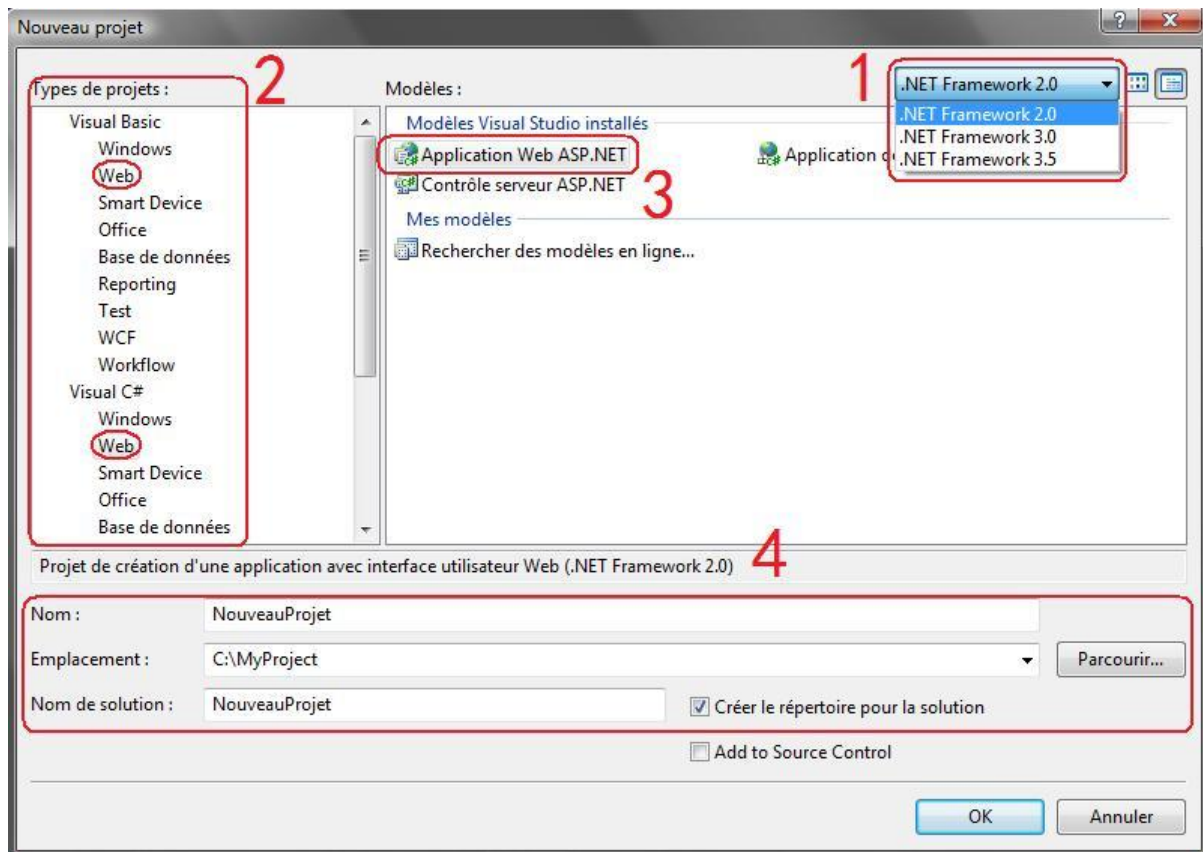 Nouveau projet
Types de projets :
2
Modèles :
1
.NET Framework 2.0
.NET Framework 2.0
.NET Framework 3.0
.NET Framework 3.5
Visual Basic
Windows
Web
Smart Device
Office
Base de données
Reporting
Test
WCF
Workflow
Visual C#
Windows
Web
Smart Device
Office
Base de données
Modèles Visual Studio installés
Application Web ASP.NET
Application
Contrôle serveur ASP.NET
3
Mes modèles
Rechercher des modèles en ligne...
Projet de création d'une application avec interface utilisateur Web (.NET Framework 2.0)
4
Nom :
NouveauProjet
Emplacement :
C:\MyProject
Parcourir...
Nom de solution :
NouveauProjet
Créer le répertoire pour la solution
Add to Source Control
OK
Annuler